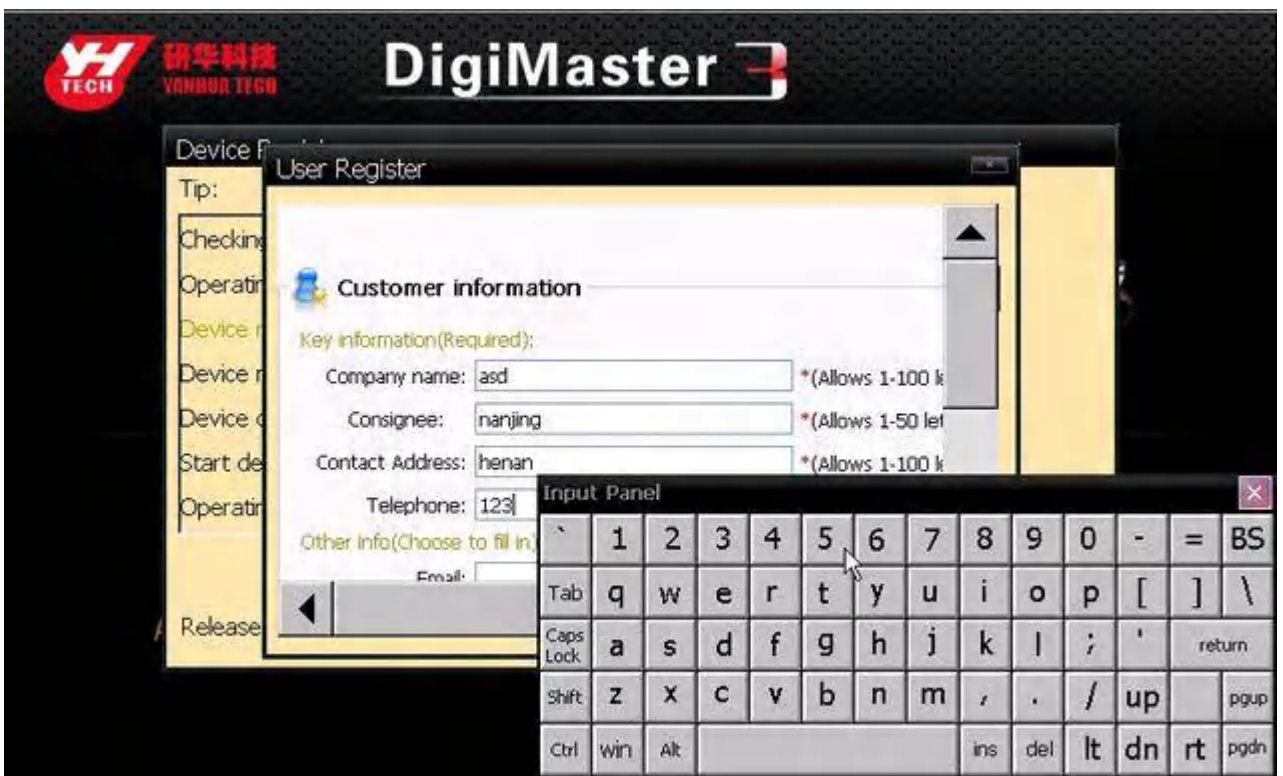 YH
TECH
研华科技
YANHUA TECH
DigiMaster 3
Device
User Register
Tip:
Checking
Customer information
Key information(Required):
Device
Company name: asd *(Allows 1-100
Device
Consignee: nanjing *(Allows 1-50 let
Device
Contact Address: henan *(Allows 1-100
Start de
Telephone: 123
Other info(Choose to fill in)
Email:
Release
Input Panel
` 1 2 3 4 5 6 7 8 9 0 - = BS
Tab q w e r t y u i o p [ ] \
Caps Lock a s d f g h j k l ; ' return
Shift z x c v b n m , . / up pgup
Ctrl win Alt ins del lt dn rt pgdn